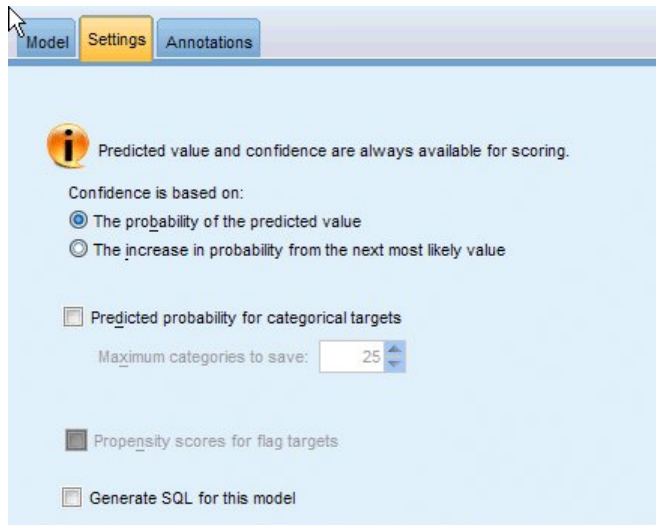 Model Settings Annotations
Predicted value and confidence are always available for scoring.
Confidence is based on:
The probability of the predicted value
The increase in probability from the next most likely value
Predicted probability for categorical targets
Maximum categories to save: 25
Propensity scores for flag targets
Generate SQL for this model